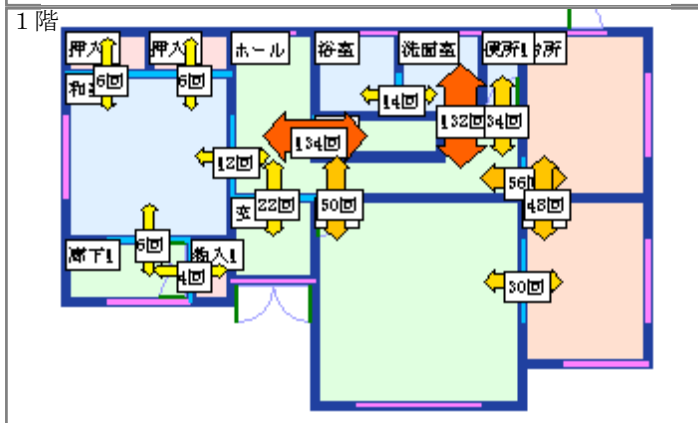 1階
押入
押入
ホール
浴室
洗面室
便所1
6回
6回
14回
132回
34回
134回
12回
56回
22回
50回
48回
6回
廊下1
4回
30回